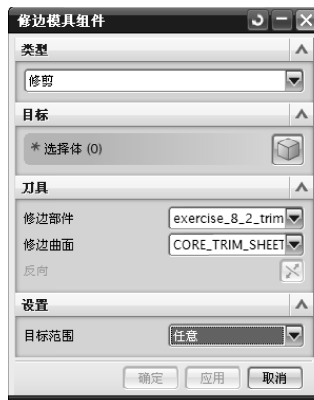 修边模具组件
类型
修剪
目标
* 选择体 (0)
刀具
修边部件 exercise_8_2_trim
修边曲面 CORE_TRIM_SHEET
反向
设置
目标范围 任意
确定 应用 取消